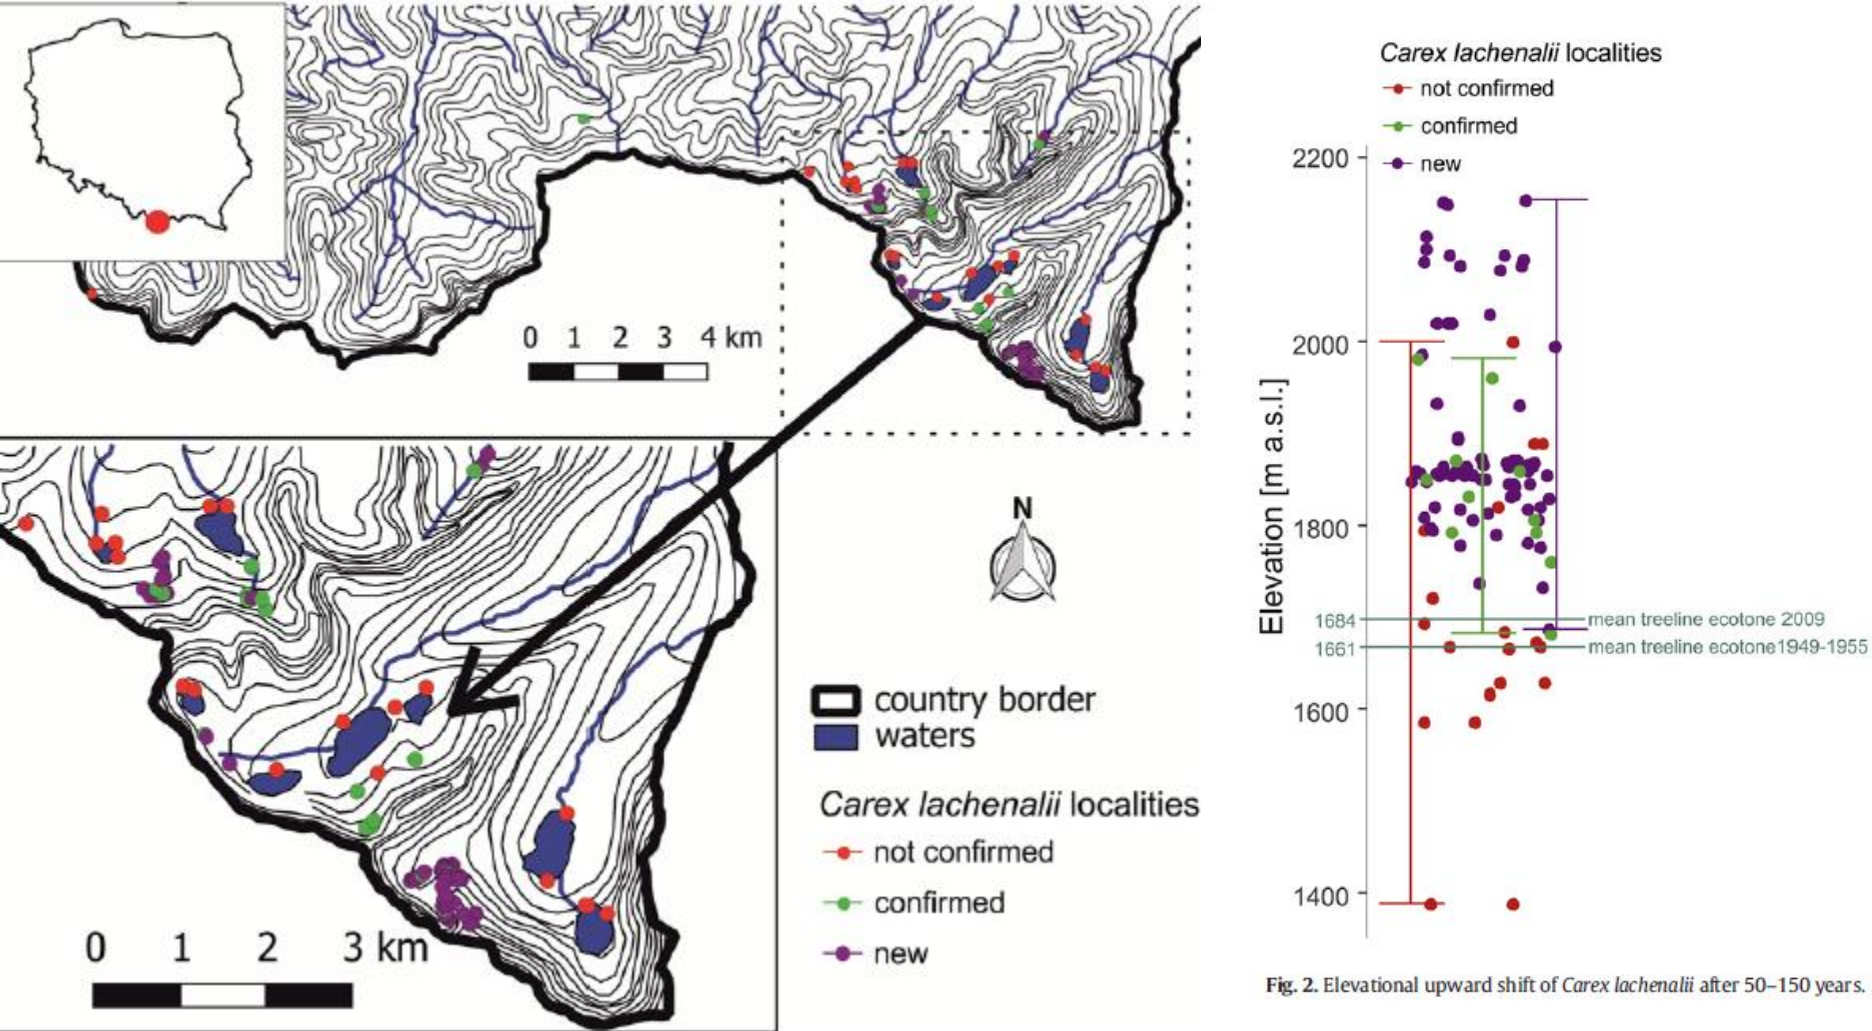 0 1 2 3 4 km
N
country border
waters
Carex lachenalii localities
not confirmed
confirmed
new
0 1 2 3 km
Carex lachenalii localities
not confirmed
confirmed
new
Elevation [m a.s.l.]
2200
2000
1800
1684 mean treeline ecotone 2009
1661 mean treeline ecotone1949-1955
1600
1400
Fig. 2. Elevational upward shift of Carex lachenalii after 50–150 years.